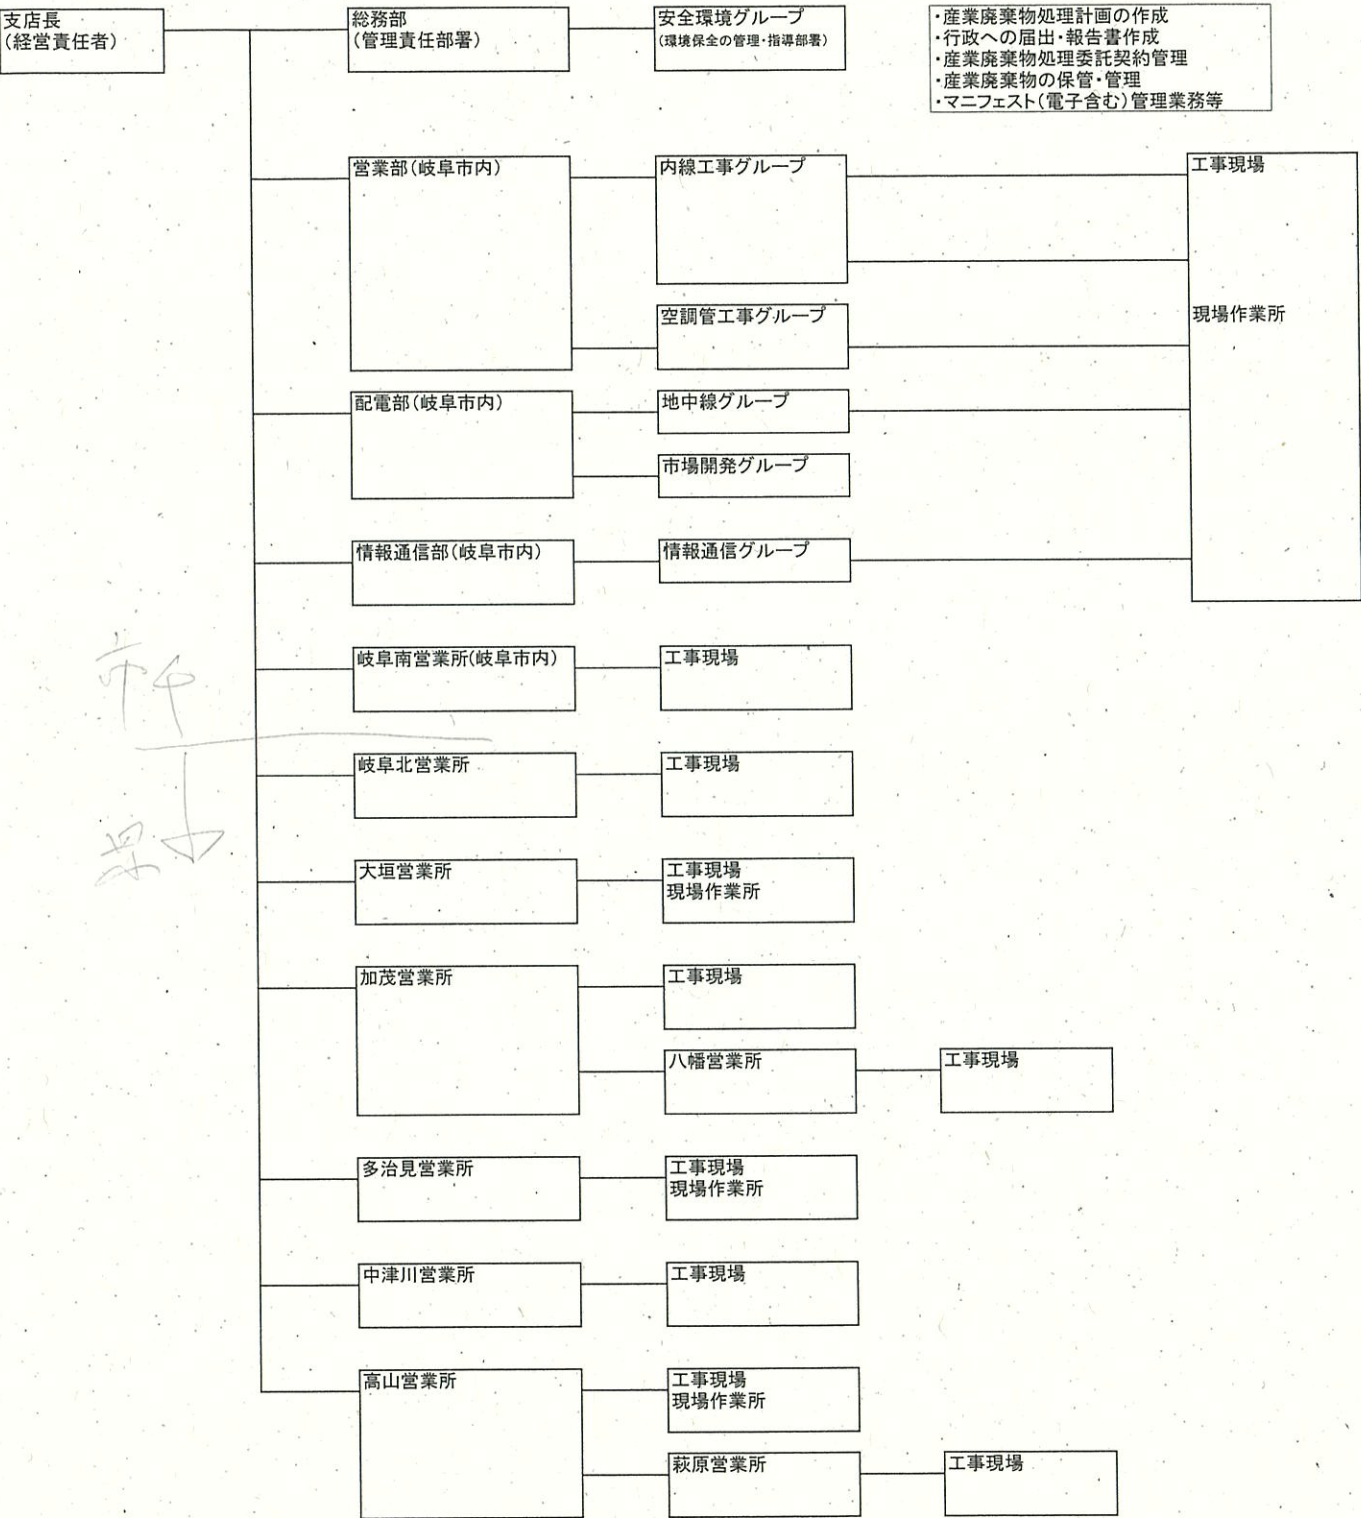 支店長
(経営責任者)
総務部
(管理責任部署)
安全環境グループ
(環境保全の管理・指導部署)
・産業廃棄物処理計画の作成
・行政への届出・報告書作成
・産業廃棄物処理委託契約管理
・産業廃棄物の保管・管理
・マニフェスト(電子含む)管理業務等
営業部(岐阜市内)
内線工事グループ
工事現場
空調管工事グループ
現場作業所
配電部(岐阜市内)
地中線グループ
市場開発グループ
情報通信部(岐阜市内)
情報通信グループ
岐阜南営業所(岐阜市内)
工事現場
市
県
岐阜北営業所
工事現場
大垣営業所
工事現場
現場作業所
加茂営業所
工事現場
八幡営業所
工事現場
多治見営業所
工事現場
現場作業所
中津川営業所
工事現場
高山営業所
工事現場
現場作業所
萩原営業所
工事現場